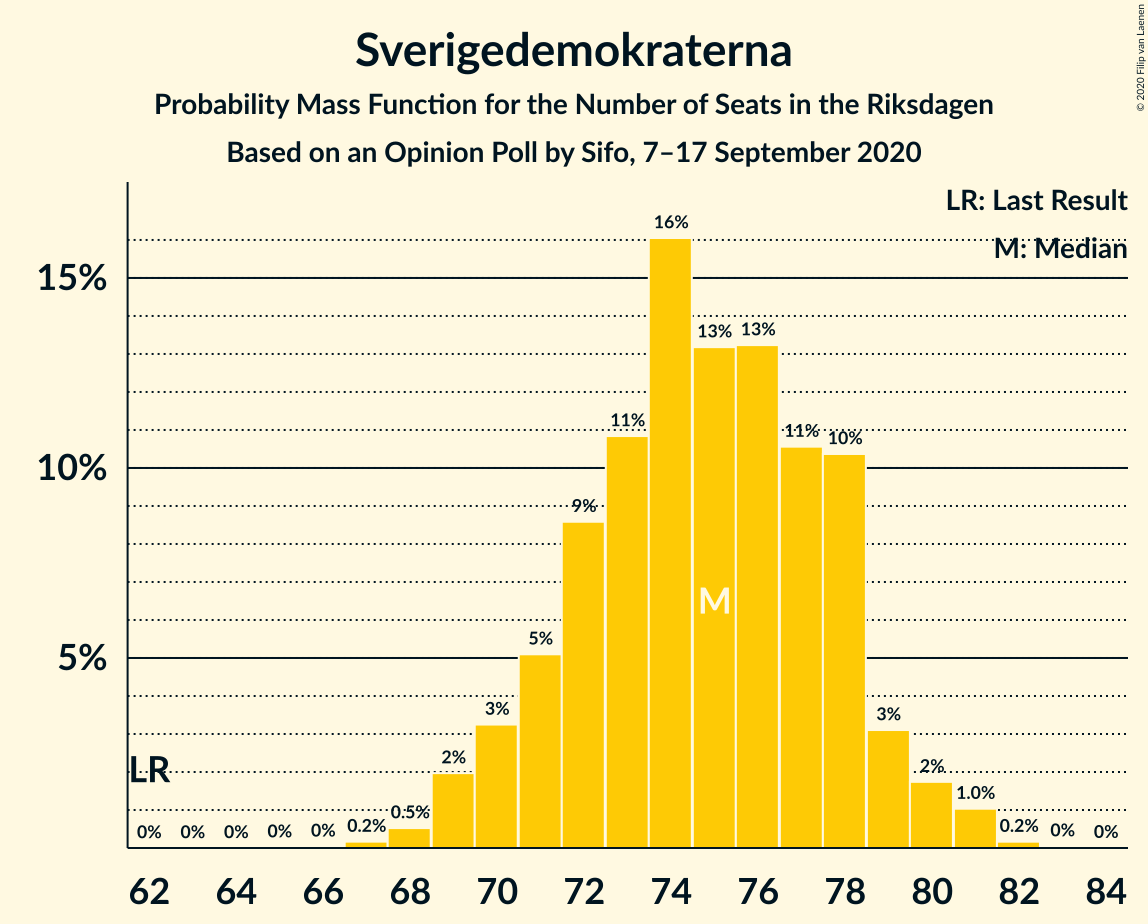 Sverigedemokraterna
Probability Mass Function for the Number of Seats in the Riksdagen
Based on an Opinion Poll by Sifo, 7–17 September 2020
© 2020 Filip van Laenen
LR: Last Result
M: Median
15%
10%
5%
LR
M
0% 0% 0% 0% 0% 0.2% 0.5% 2% 3% 5% 9% 11% 16% 13% 13% 11% 10% 3% 2% 1.0% 0.2% 0% 0%
62 64 66 68 70 72 74 76 78 80 82 84